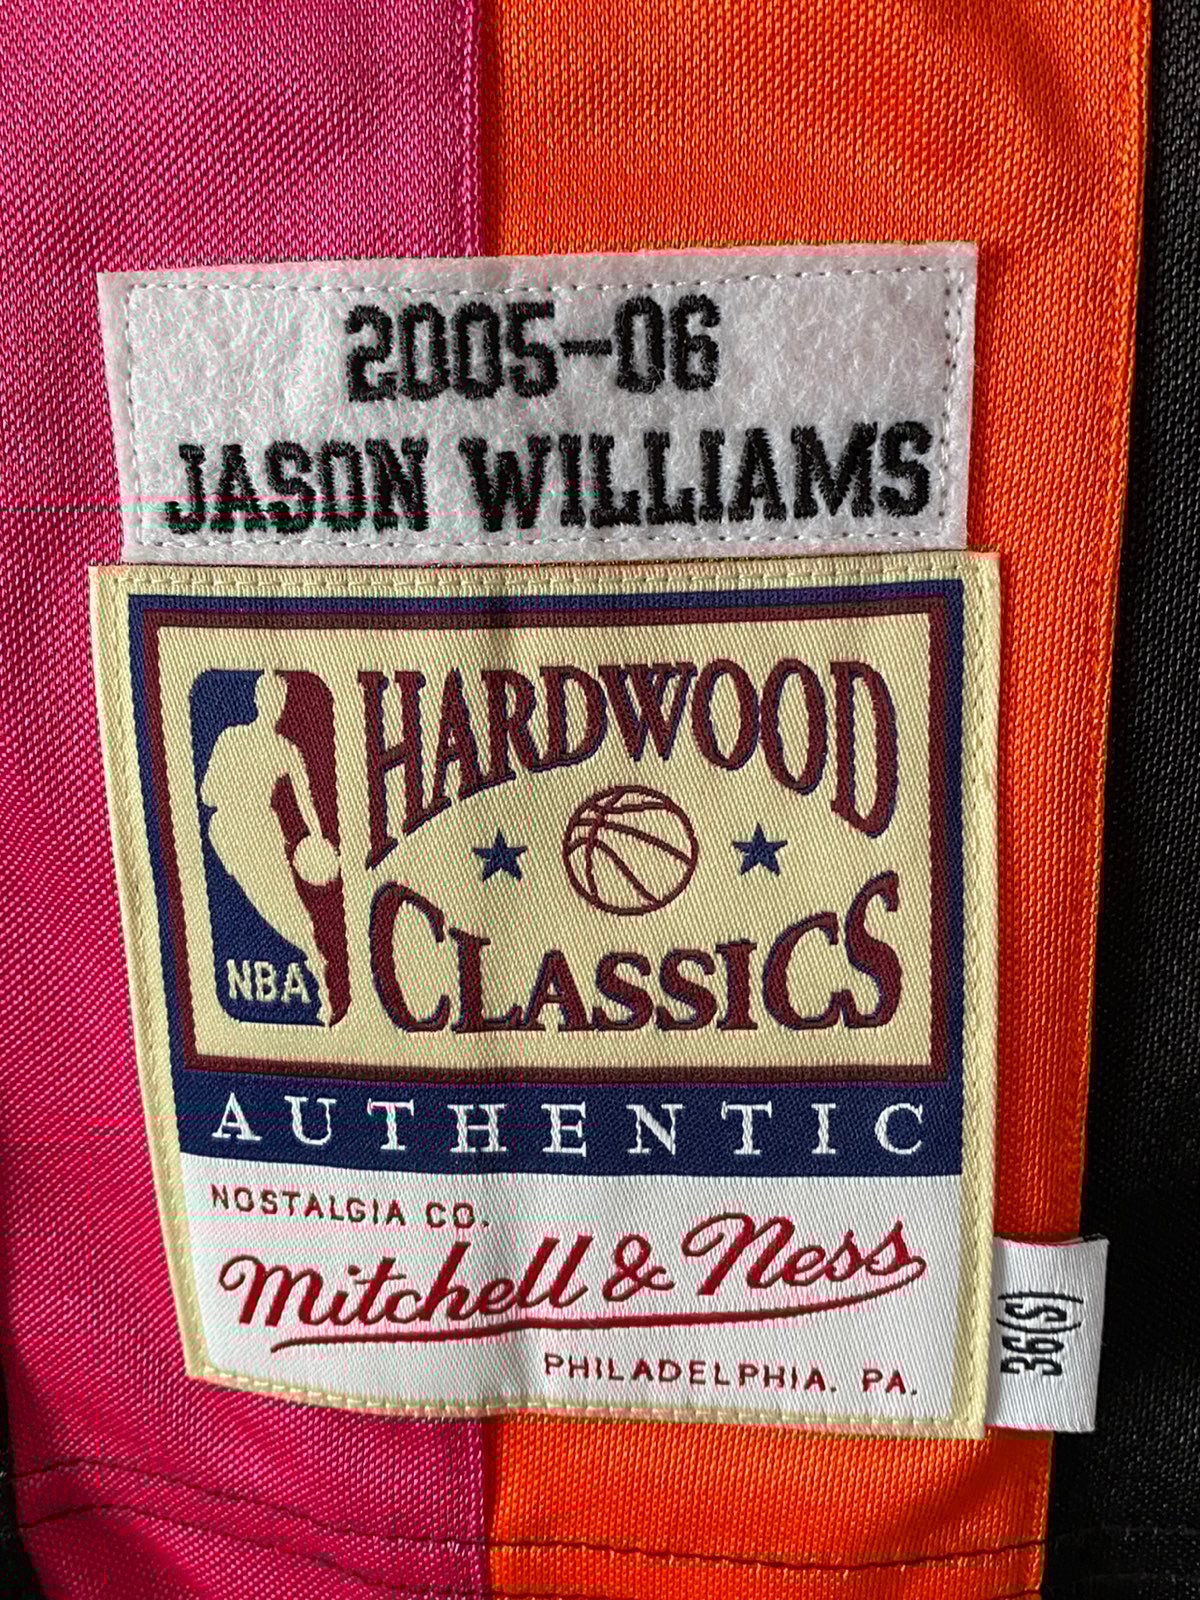 2005-06
JASON WILLIAMS
HARDWOOD
CLASSICS
NBA
AUTHENTIC
NOSTALGIA CO.
Mitchell & Ness
PHILADELPHIA, PA.
36(S)